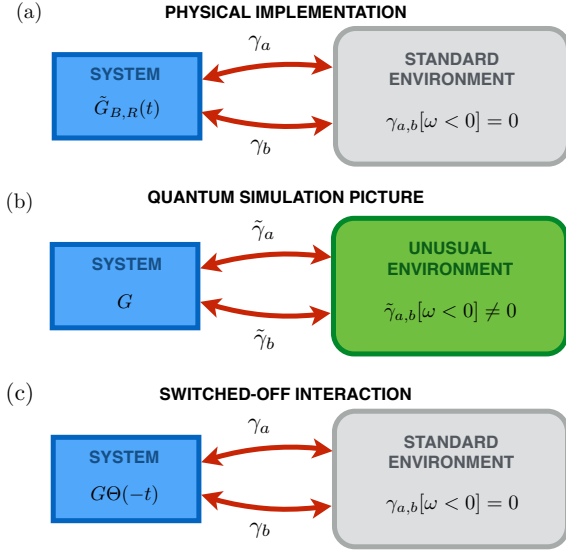 (a)
PHYSICAL IMPLEMENTATION
γ_a
SYSTEM
G̃_{B,R}(t)
STANDARD
ENVIRONMENT
γ_{a,b}[ω < 0] = 0
γ_b
(b)
QUANTUM SIMULATION PICTURE
γ̃_a
SYSTEM
G
UNUSUAL
ENVIRONMENT
γ̃_{a,b}[ω < 0] ≠ 0
γ̃_b
(c)
SWITCHED-OFF INTERACTION
γ_a
SYSTEM
GΘ(−t)
STANDARD
ENVIRONMENT
γ_{a,b}[ω < 0] = 0
γ_b